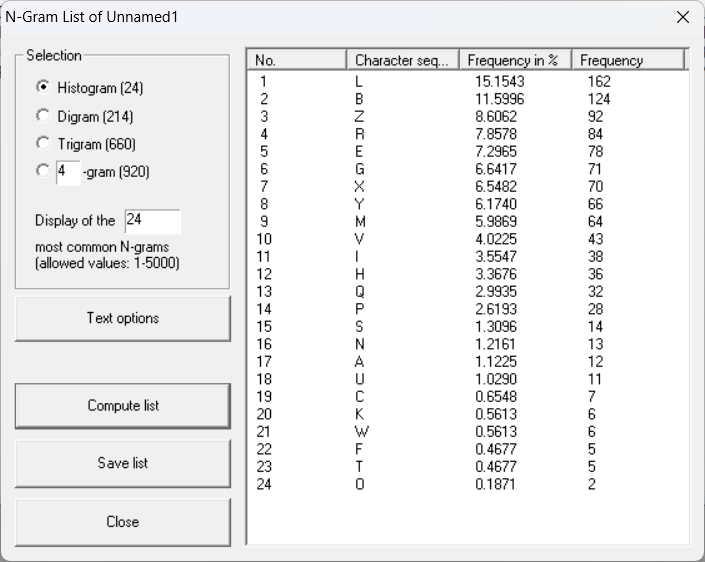 N-Gram List of Unnamed1
Selection
Histogram (24)
Digram (214)
Trigram (660)
4 -gram (920)
Display of the 24
most common N-grams
(allowed values: 1-5000)
Text options
Compute list
Save list
Close
No. Character seq... Frequency in % Frequency
1 L 15.1543 162
2 B 11.5996 124
3 Z 8.6062 92
4 R 7.8578 84
5 E 7.2965 78
6 G 6.6417 71
7 X 6.5482 70
8 Y 6.1740 66
9 M 5.9869 64
10 V 4.0225 43
11 I 3.5547 38
12 H 3.3676 36
13 Q 2.9935 32
14 P 2.6193 28
15 S 1.3096 14
16 N 1.2161 13
17 A 1.1225 12
18 U 1.0290 11
19 C 0.6548 7
20 K 0.5613 6
21 W 0.5613 6
22 F 0.4677 5
23 T 0.4677 5
24 O 0.1871 2